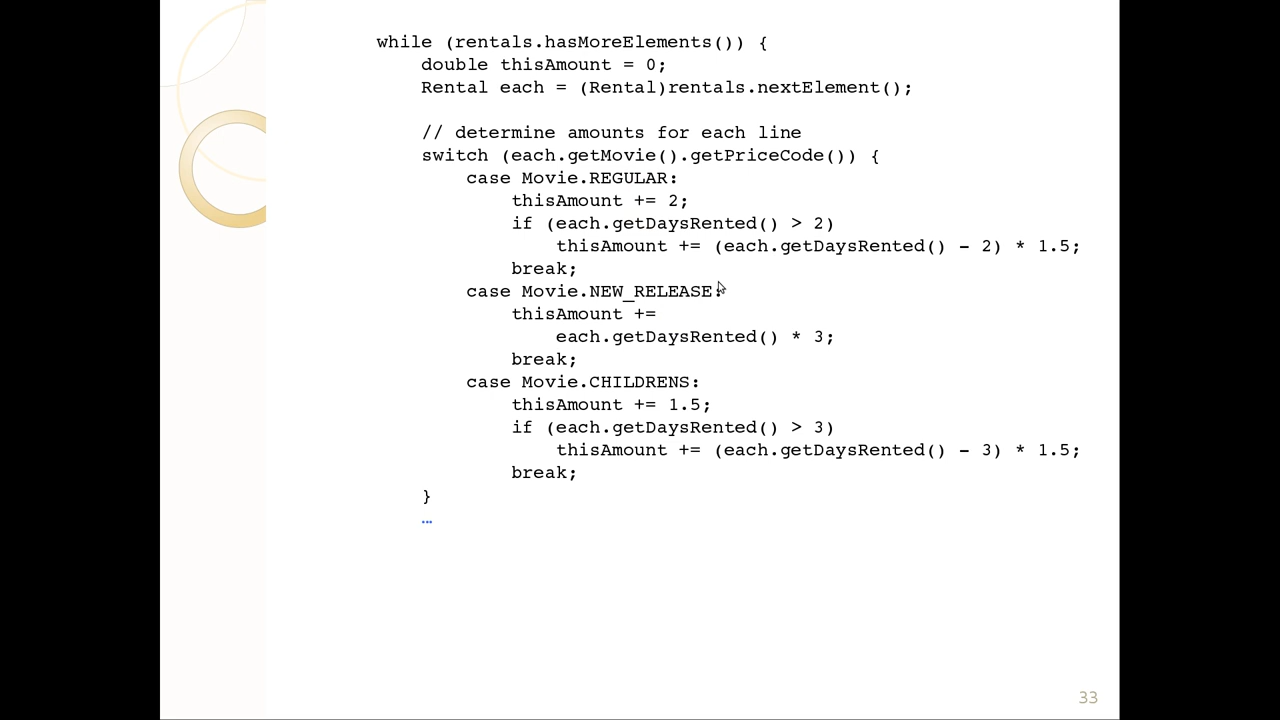 while (rentals.hasMoreElements()) {
    double thisAmount = 0;
    Rental each = (Rental)rentals.nextElement();

    // determine amounts for each line
    switch (each.getMovie().getPriceCode()) {
        case Movie.REGULAR:
            thisAmount += 2;
            if (each.getDaysRented() > 2)
                thisAmount += (each.getDaysRented() - 2) * 1.5;
            break;
        case Movie.NEW_RELEASE:
            thisAmount +=
                each.getDaysRented() * 3;
            break;
        case Movie.CHILDRENS:
            thisAmount += 1.5;
            if (each.getDaysRented() > 3)
                thisAmount += (each.getDaysRented() - 3) * 1.5;
            break;
    }
    …
33